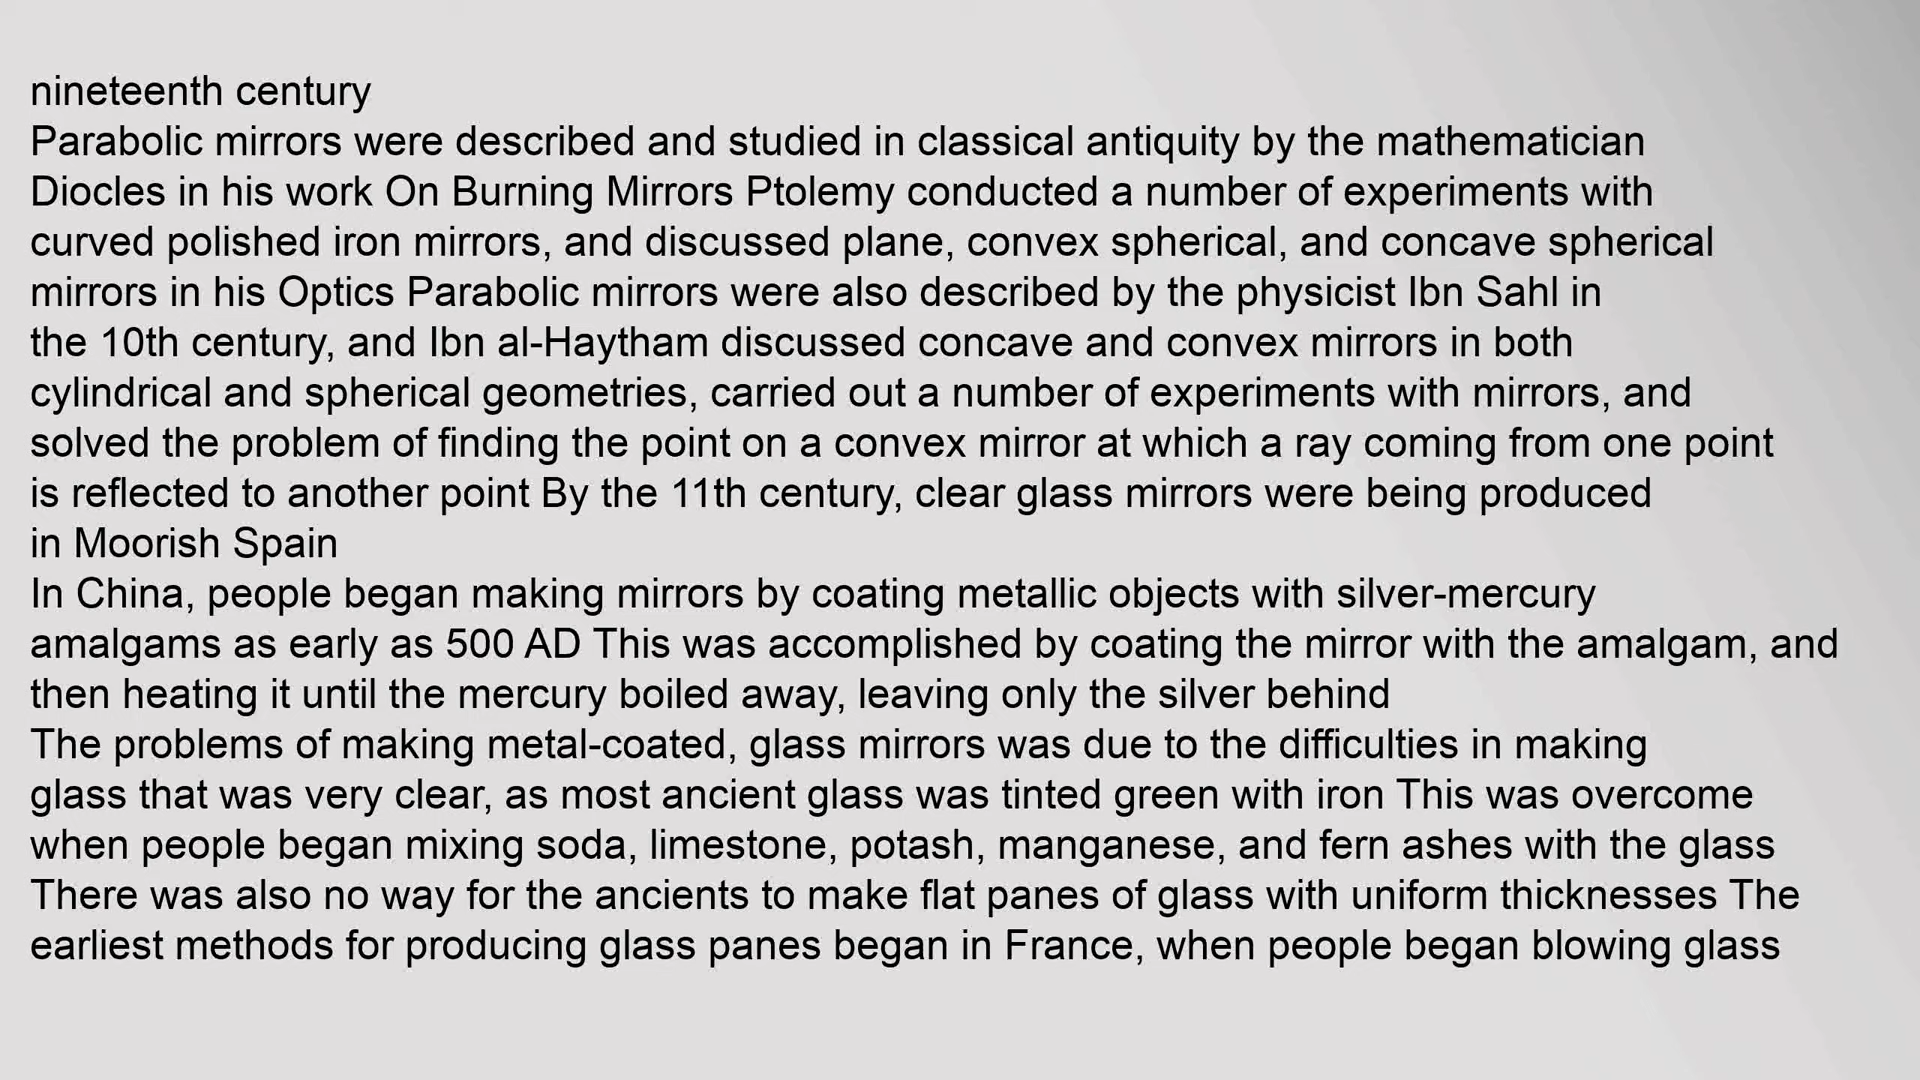 nineteenth century
Parabolic mirrors were described and studied in classical antiquity by the mathematician
Diocles in his work On Burning Mirrors Ptolemy conducted a number of experiments with
curved polished iron mirrors, and discussed plane, convex spherical, and concave spherical
mirrors in his Optics Parabolic mirrors were also described by the physicist Ibn Sahl in
the 10th century, and Ibn al-Haytham discussed concave and convex mirrors in both
cylindrical and spherical geometries, carried out a number of experiments with mirrors, and
solved the problem of finding the point on a convex mirror at which a ray coming from one point
is reflected to another point By the 11th century, clear glass mirrors were being produced
in Moorish Spain
In China, people began making mirrors by coating metallic objects with silver-mercury
amalgams as early as 500 AD This was accomplished by coating the mirror with the amalgam, and
then heating it until the mercury boiled away, leaving only the silver behind
The problems of making metal-coated, glass mirrors was due to the difficulties in making
glass that was very clear, as most ancient glass was tinted green with iron This was overcome
when people began mixing soda, limestone, potash, manganese, and fern ashes with the glass
There was also no way for the ancients to make flat panes of glass with uniform thicknesses The
earliest methods for producing glass panes began in France, when people began blowing glass